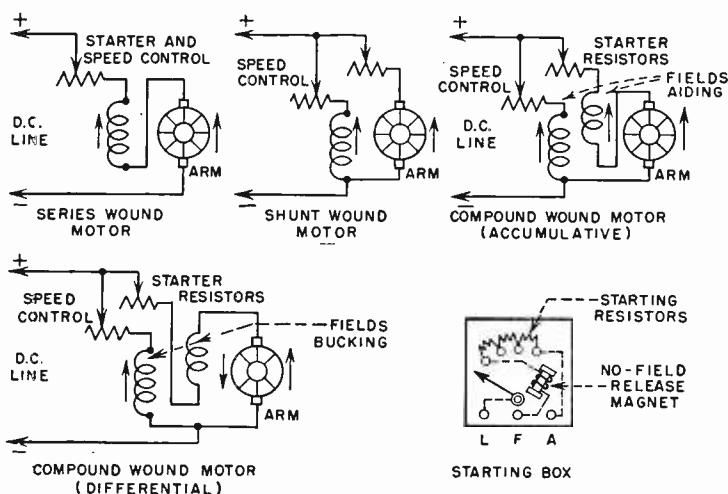 +
STARTER AND
SPEED CONTROL
D.C.
LINE
ARM
−
SERIES WOUND
MOTOR
+
SPEED
CONTROL
ARM
−
SHUNT WOUND
MOTOR
+
STARTER
RESISTORS
SPEED
CONTROL
FIELDS
AIDING
D.C.
LINE
ARM
−
COMPOUND WOUND MOTOR
(ACCUMULATIVE)
+
STARTER
RESISTORS
SPEED
CONTROL
FIELDS
BUCKING
D.C.
LINE
ARM
−
COMPOUND WOUND MOTOR
(DIFFERENTIAL)
STARTING
RESISTORS
NO-FIELD
RELEASE
MAGNET
L F A
STARTING BOX